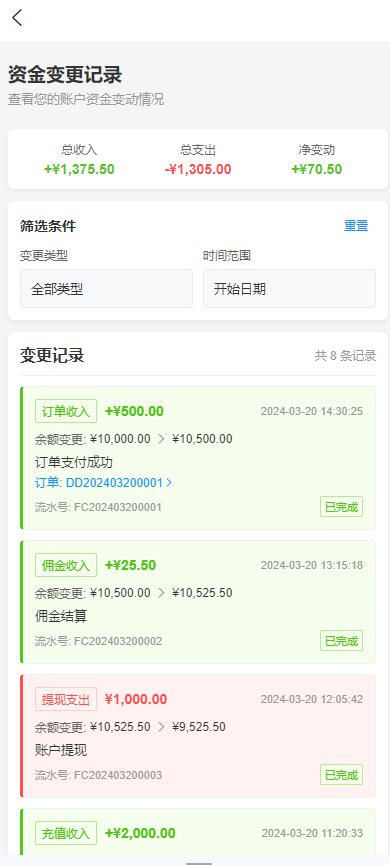 资金变更记录
查看您的账户资金变动情况
总收入 总支出 净变动
+¥1,375.50 -¥1,305.00 +¥70.50
筛选条件 重置
变更类型 时间范围
全部类型 开始日期
变更记录 共 8 条记录
订单收入 +¥500.00 2024-03-20 14:30:25
余额变更: ¥10,000.00 > ¥10,500.00
订单支付成功
订单: DD202403200001 >
流水号: FC202403200001 已完成
佣金收入 +¥25.50 2024-03-20 13:15:18
余额变更: ¥10,500.00 > ¥10,525.50
佣金结算
流水号: FC202403200002 已完成
提现支出 ¥1,000.00 2024-03-20 12:05:42
余额变更: ¥10,525.50 > ¥9,525.50
账户提现
流水号: FC202403200003 已完成
充值收入 +¥2,000.00 2024-03-20 11:20:33